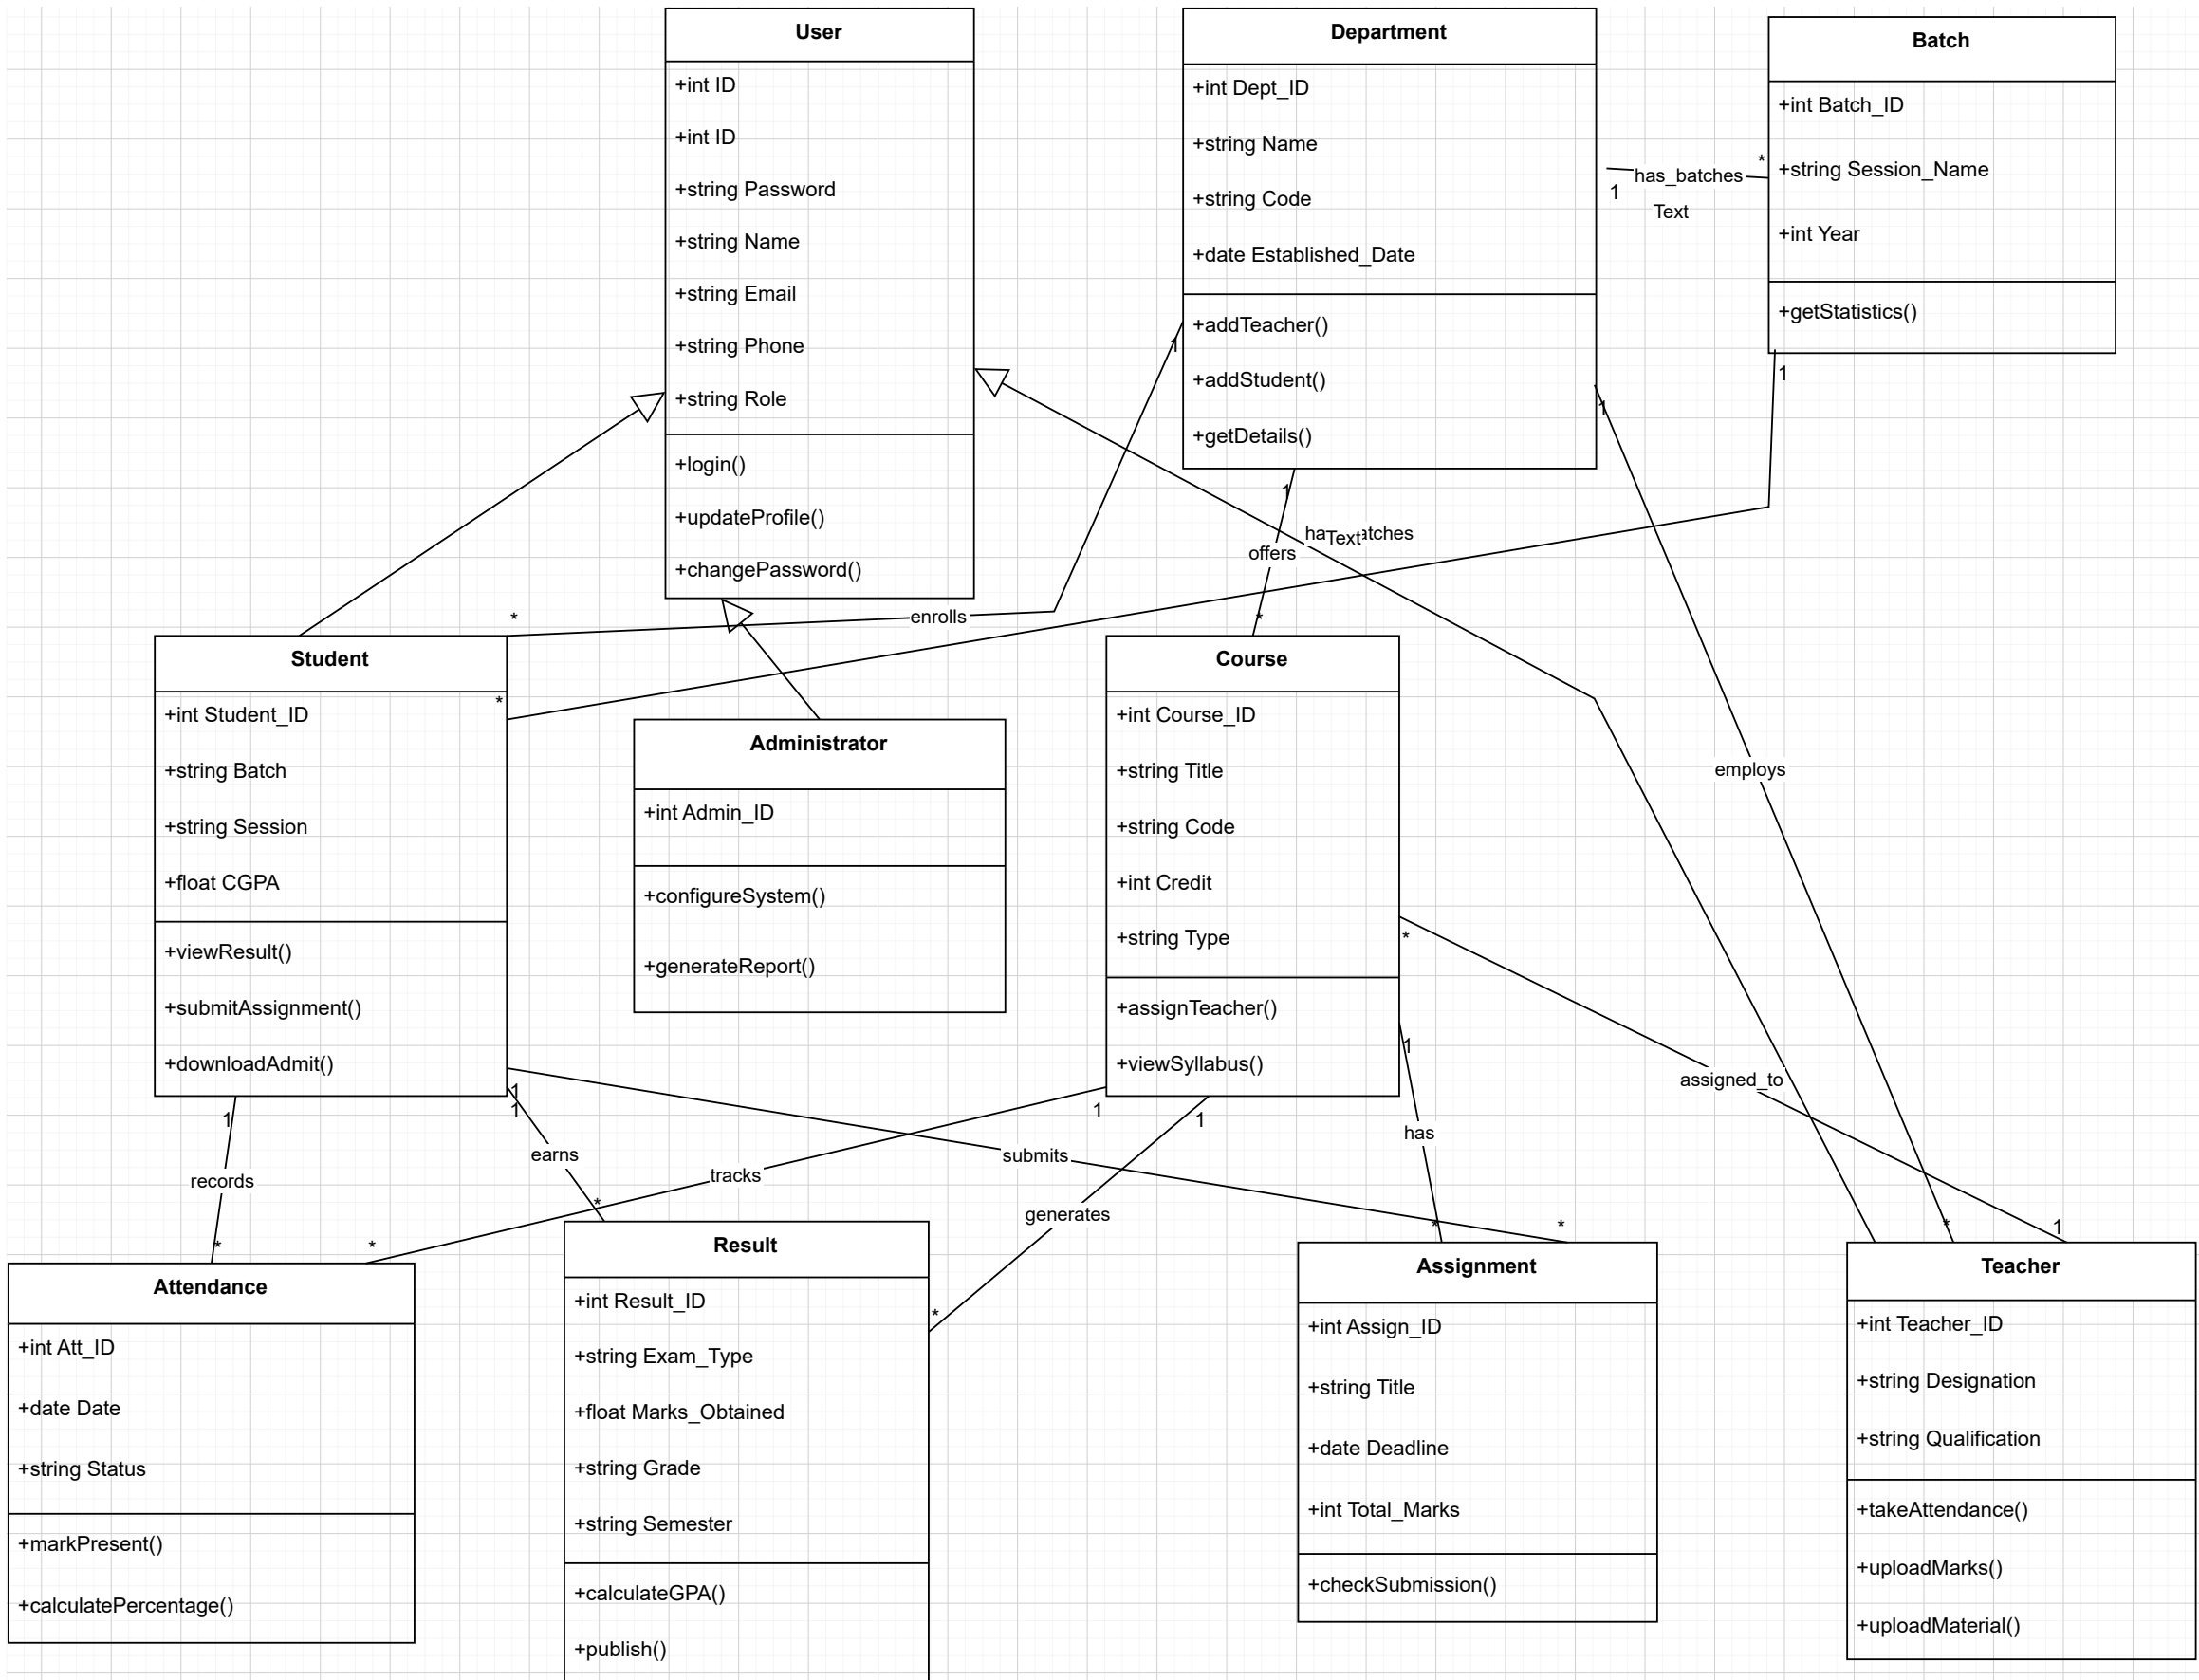 User
+int ID
+int ID
+string Password
+string Name
+string Email
+string Phone
+string Role
+login()
+updateProfile()
+changePassword()
Department
+int Dept_ID
+string Name
+string Code
+date Established_Date
+addTeacher()
+addStudent()
+getDetails()
Batch
+int Batch_ID
+string Session_Name
+int Year
+getStatistics()
*
has_batches
1
Text
1
1
1
1
Text
offers
*
enrolls
*
Student
+int Student_ID
+string Batch
+string Session
+float CGPA
+viewResult()
+submitAssignment()
+downloadAdmit()
*
Administrator
+int Admin_ID
+configureSystem()
+generateReport()
Course
+int Course_ID
+string Title
+string Code
+int Credit
+string Type
+assignTeacher()
+viewSyllabus()
employs
*
1
assigned_to
1
1
1
1
1
has
earns
submits
tracks
records
generates
*
*
*
*
*
*
1
*
Attendance
+int Att_ID
+date Date
+string Status
+markPresent()
+calculatePercentage()
Result
+int Result_ID
+string Exam_Type
+float Marks_Obtained
+string Grade
+string Semester
+calculateGPA()
+publish()
Assignment
+int Assign_ID
+string Title
+date Deadline
+int Total_Marks
+checkSubmission()
Teacher
+int Teacher_ID
+string Designation
+string Qualification
+takeAttendance()
+uploadMarks()
+uploadMaterial()